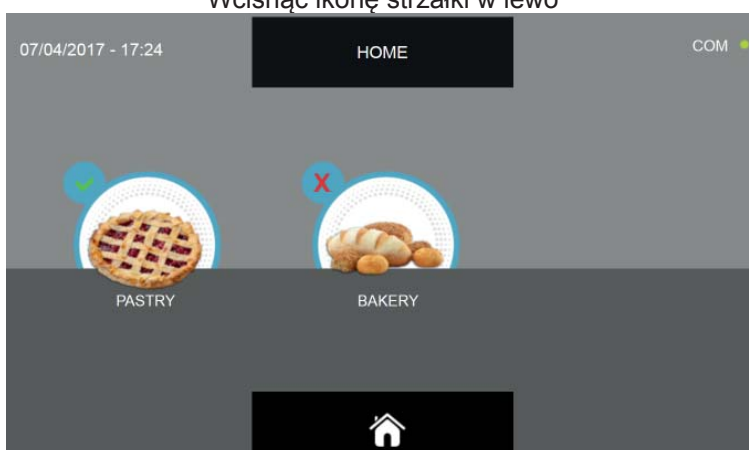 Wcisnąć ikonę strzałki w lewo
07/04/2017 - 17:24
HOME
COM
X
PASTRY
BAKERY